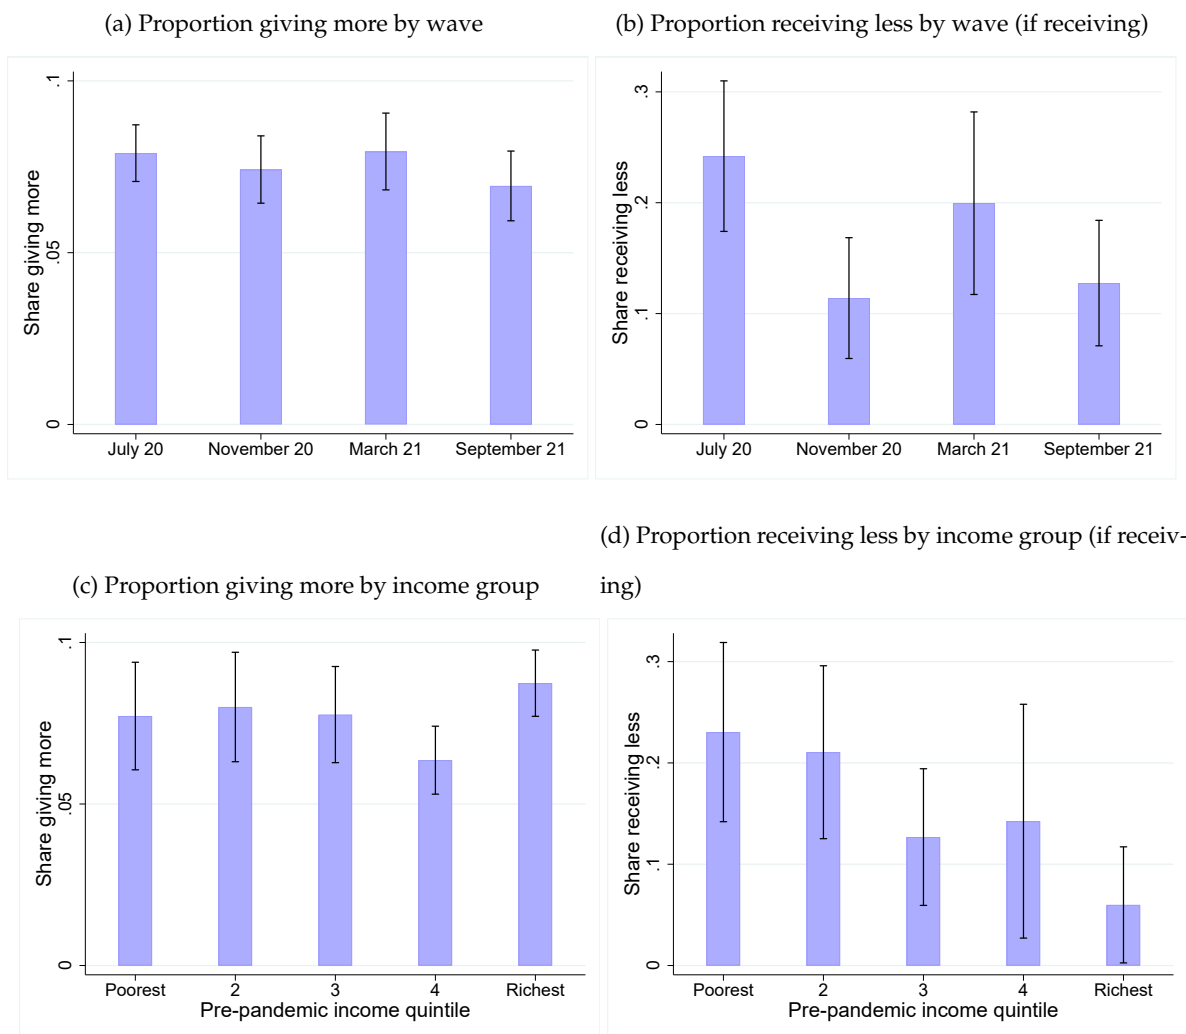 (a) Proportion giving more by wave
Share giving more
.1
.05
0
July 20 November 20 March 21 September 21
(b) Proportion receiving less by wave (if receiving)
Share receiving less
.3
.2
.1
0
July 20 November 20 March 21 September 21
(c) Proportion giving more by income group
Share giving more
.1
.05
0
Poorest 2 3 4 Richest
Pre-pandemic income quintile
(d) Proportion receiving less by income group (if receiv-
ing)
Share receiving less
.3
.2
.1
0
Poorest 2 3 4 Richest
Pre-pandemic income quintile